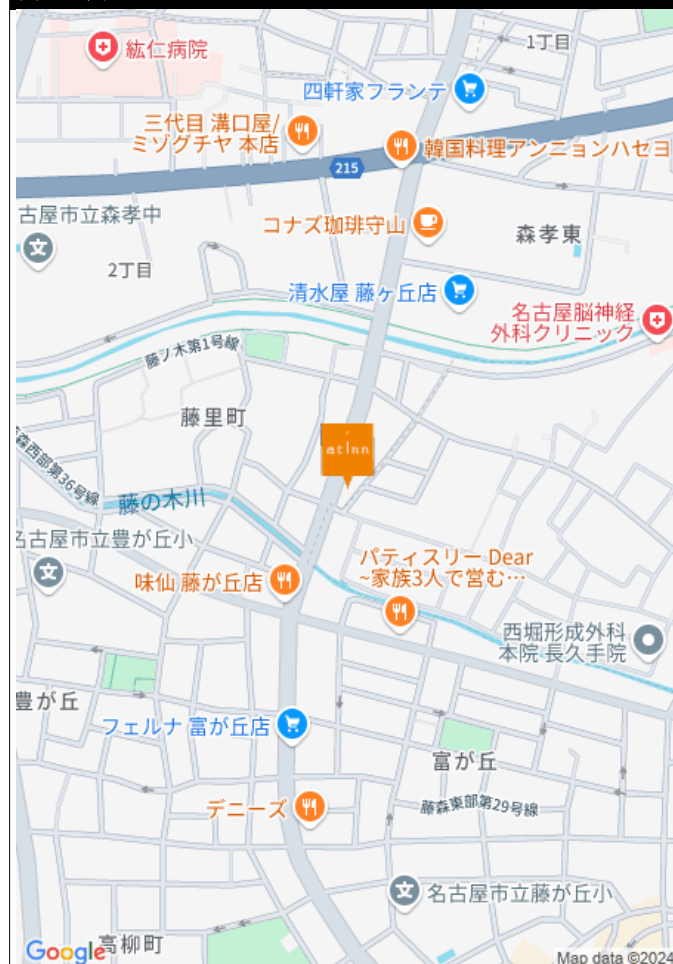 1丁目
紘仁病院
四軒家フランテ
三代目 溝口屋/
ミゾグチヤ 本店
韓国料理アンニョンハセヨ
215
古屋市立森孝中
コナズ珈琲守山
森孝東
2丁目
清水屋 藤ヶ丘店
名古屋脳神経
外科クリニック
藤ノ木第1号線
藤里町
atinn
森西部第36号線
藤の木川
名古屋市立豊が丘小
味仙 藤が丘店
パティスリー Dear
~家族3人で営む…
西堀形成外科
本院 長久手院
豊が丘
フェルナ 富が丘店
富が丘
デニーズ
藤森東部第29号線
名古屋市立藤が丘小
高柳町
Google
Map data ©2024